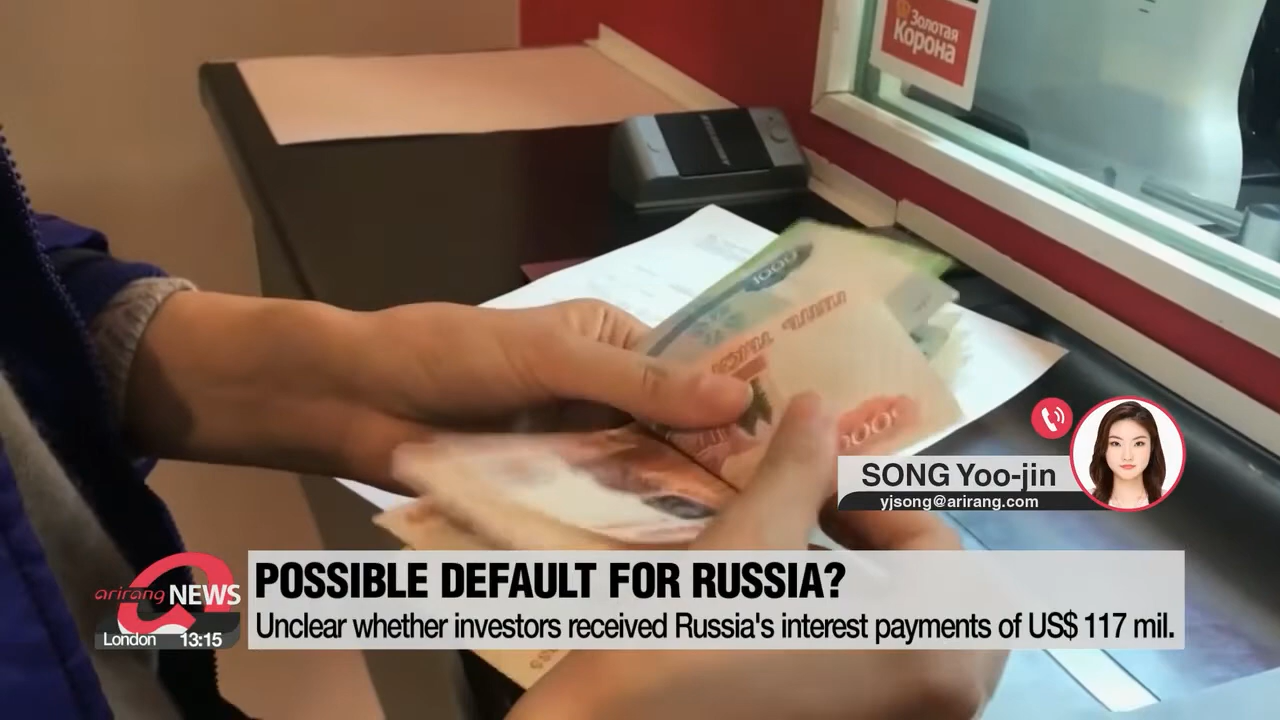 Золотая
Корона
1000
SONG Yoo-jin
yjsong@arirang.com
arirang NEWS
London 13:15
POSSIBLE DEFAULT FOR RUSSIA?
Unclear whether investors received Russia's interest payments of US$ 117 mil.